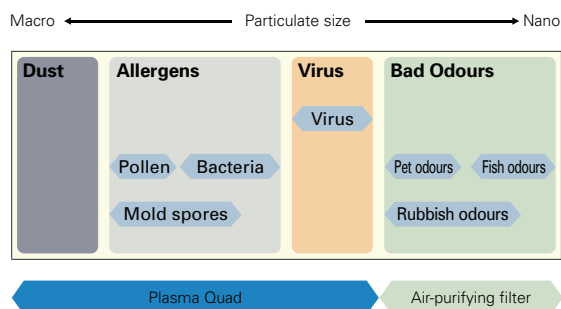 Macro Particulate size Nano
Dust Allergens Virus Bad Odours
Virus
Pollen Bacteria Pet odours Fish odours
Mold spores Rubbish odours
Plasma Quad Air-purifying filter